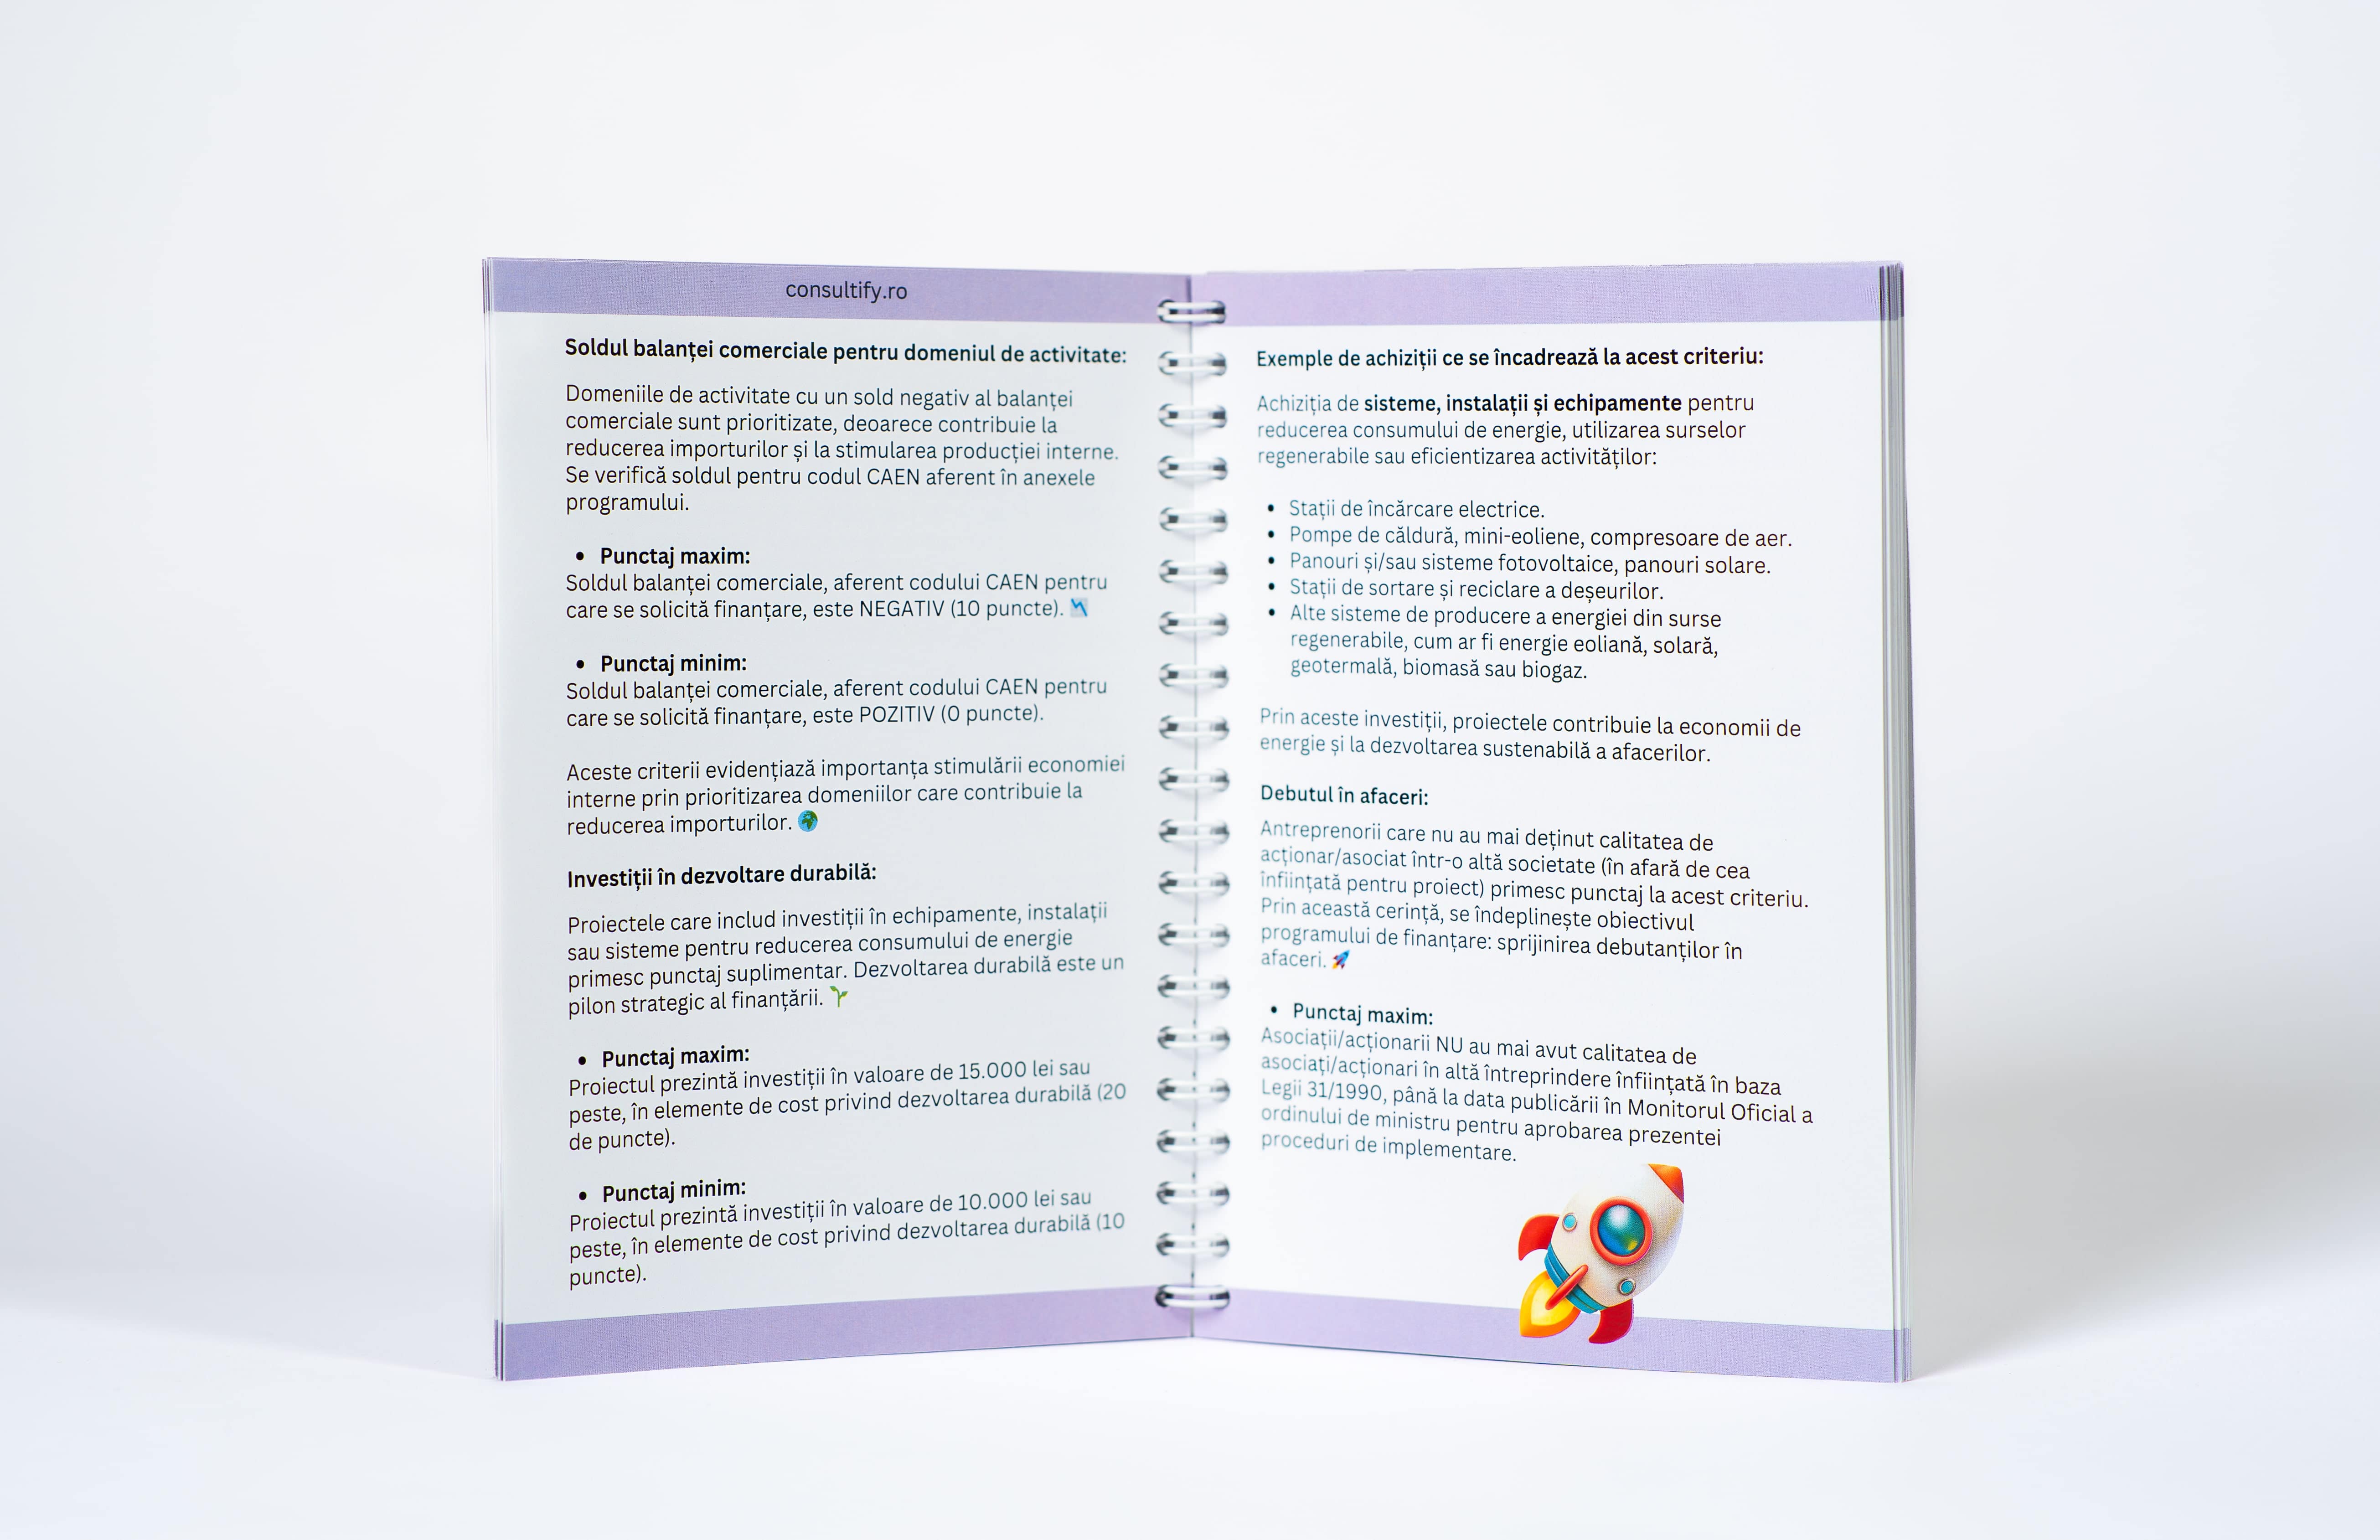 consultify.ro
Soldul balanței comerciale pentru domeniul de activitate:
Domeniile de activitate cu un sold negativ al balanței
comerciale sunt prioritizate, deoarece contribuie la
reducerea importurilor și la stimularea producției interne.
Se verifică soldul pentru codul CAEN aferent în anexele
programului.
• Punctaj maxim:
Soldul balanței comerciale, aferent codului CAEN pentru
care se solicită finanțare, este NEGATIV (10 puncte). 📉
• Punctaj minim:
Soldul balanței comerciale, aferent codului CAEN pentru
care se solicită finanțare, este POZITIV (0 puncte).
Aceste criterii evidențiază importanța stimulării economiei
interne prin prioritizarea domeniilor care contribuie la
reducerea importurilor. 🌍
Investiții în dezvoltare durabilă:
Proiectele care includ investiții în echipamente, instalații
sau sisteme pentru reducerea consumului de energie
primesc punctaj suplimentar. Dezvoltarea durabilă este un
pilon strategic al finanțării. 🌱
• Punctaj maxim:
Proiectul prezintă investiții în valoare de 15.000 lei sau
peste, în elemente de cost privind dezvoltarea durabilă (20
de puncte).
• Punctaj minim:
Proiectul prezintă investiții în valoare de 10.000 lei sau
peste, în elemente de cost privind dezvoltarea durabilă (10
puncte).
Exemple de achiziții ce se încadrează la acest criteriu:
Achiziția de sisteme, instalații și echipamente pentru
reducerea consumului de energie, utilizarea surselor
regenerabile sau eficientizarea activităților:
• Stații de încărcare electrice.
• Pompe de căldură, mini-eoliene, compresoare de aer.
• Panouri și/sau sisteme fotovoltaice, panouri solare.
• Stații de sortare și reciclare a deșeurilor.
• Alte sisteme de producere a energiei din surse
regenerabile, cum ar fi energie eoliană, solară,
geotermală, biomasă sau biogaz.
Prin aceste investiții, proiectele contribuie la economii de
energie și la dezvoltarea sustenabilă a afacerilor.
Debutul în afaceri:
Antreprenorii care nu au mai deținut calitatea de
acționar/asociat într-o altă societate (în afară de cea
înființată pentru proiect) primesc punctaj la acest criteriu.
Prin această cerință, se îndeplinește obiectivul
programului de finanțare: sprijinirea debutanților în
afaceri. 🚀
• Punctaj maxim:
Asociații/acționarii NU au mai avut calitatea de
asociați/acționari în altă întreprindere înființată în baza
Legii 31/1990, până la data publicării în Monitorul Oficial a
ordinului de ministru pentru aprobarea prezentei
proceduri de implementare.